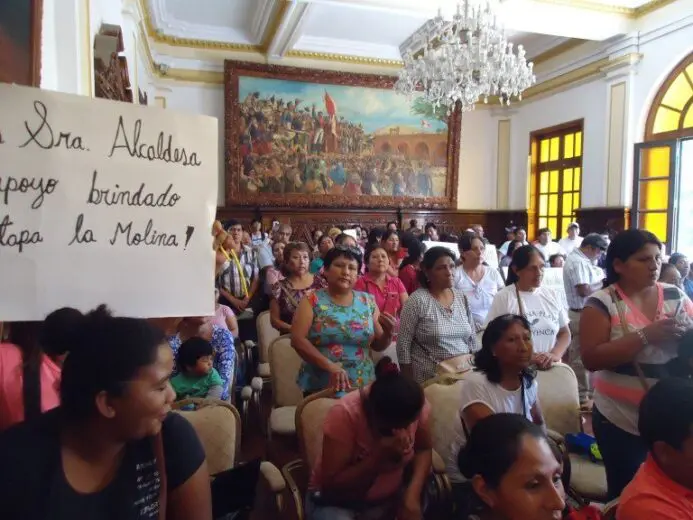 a Sra. Alcaldesa
apoyo brindado
tapa la Molina!